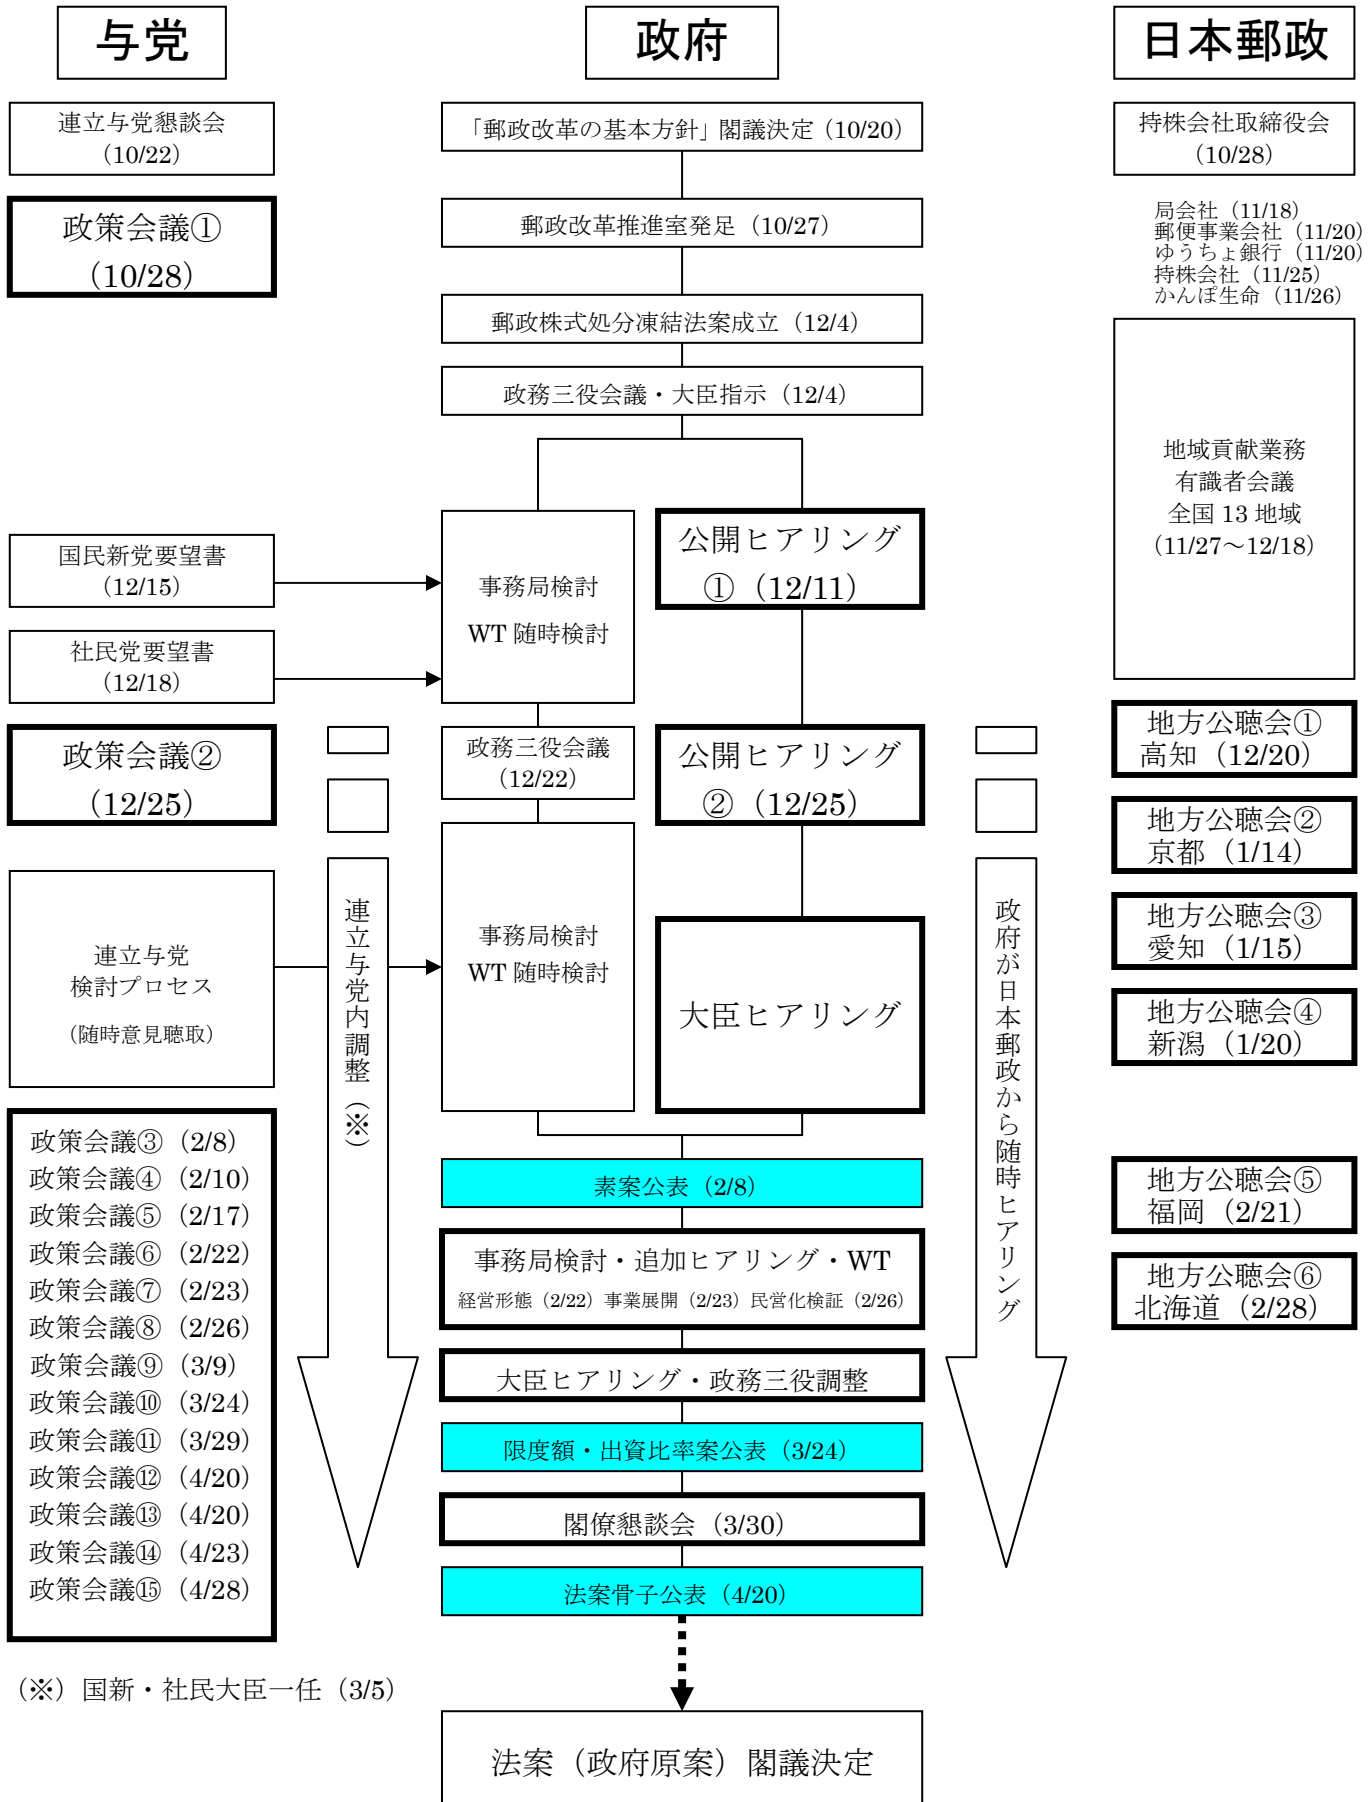 与党
連立与党懇談会
（10/22）
政策会議①
（10/28）
国民新党要望書
（12/15）
社民党要望書
（12/18）
政策会議②
（12/25）
連立与党
検討プロセス
（随時意見聴取）
政策会議③（2/8）
政策会議④（2/10）
政策会議⑤（2/17）
政策会議⑥（2/22）
政策会議⑦（2/23）
政策会議⑧（2/26）
政策会議⑨（3/9）
政策会議⑩（3/24）
政策会議⑪（3/29）
政策会議⑫（4/20）
政策会議⑬（4/20）
政策会議⑭（4/23）
政策会議⑮（4/28）
（※）国新・社民大臣一任（3/5）
連立与党内調整（※）
政府
「郵政改革の基本方針」閣議決定（10/20）
郵政改革推進室発足（10/27）
郵政株式処分凍結法案成立（12/4）
政務三役会議・大臣指示（12/4）
事務局検討
WT 随時検討
公開ヒアリング
①（12/11）
政務三役会議
（12/22）
公開ヒアリング
②（12/25）
事務局検討
WT 随時検討
大臣ヒアリング
素案公表（2/8）
事務局検討・追加ヒアリング・WT
経営形態（2/22）事業展開（2/23）民営化検証（2/26）
大臣ヒアリング・政務三役調整
限度額・出資比率案公表（3/24）
閣僚懇談会（3/30）
法案骨子公表（4/20）
法案（政府原案）閣議決定
政府が日本郵政から随時ヒアリング
日本郵政
持株会社取締役会
（10/28）
局会社（11/18）
郵便事業会社（11/20）
ゆうちょ銀行（11/20）
持株会社（11/25）
かんぽ生命（11/26）
地域貢献業務
有識者会議
全国 13 地域
（11/27～12/18）
地方公聴会①
高知（12/20）
地方公聴会②
京都（1/14）
地方公聴会③
愛知（1/15）
地方公聴会④
新潟（1/20）
地方公聴会⑤
福岡（2/21）
地方公聴会⑥
北海道（2/28）